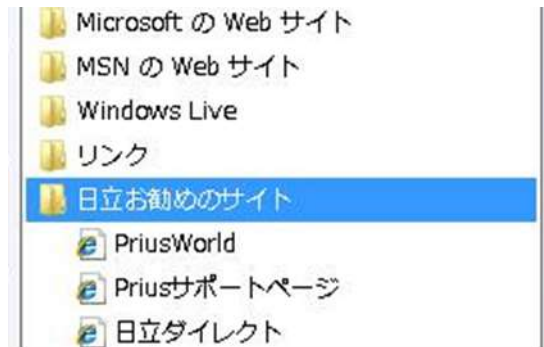 Microsoft の Web サイト
MSN の Web サイト
Windows Live
リンク
日立お勧めのサイト
PriusWorld
Priusサポートページ
日立ダイレクト